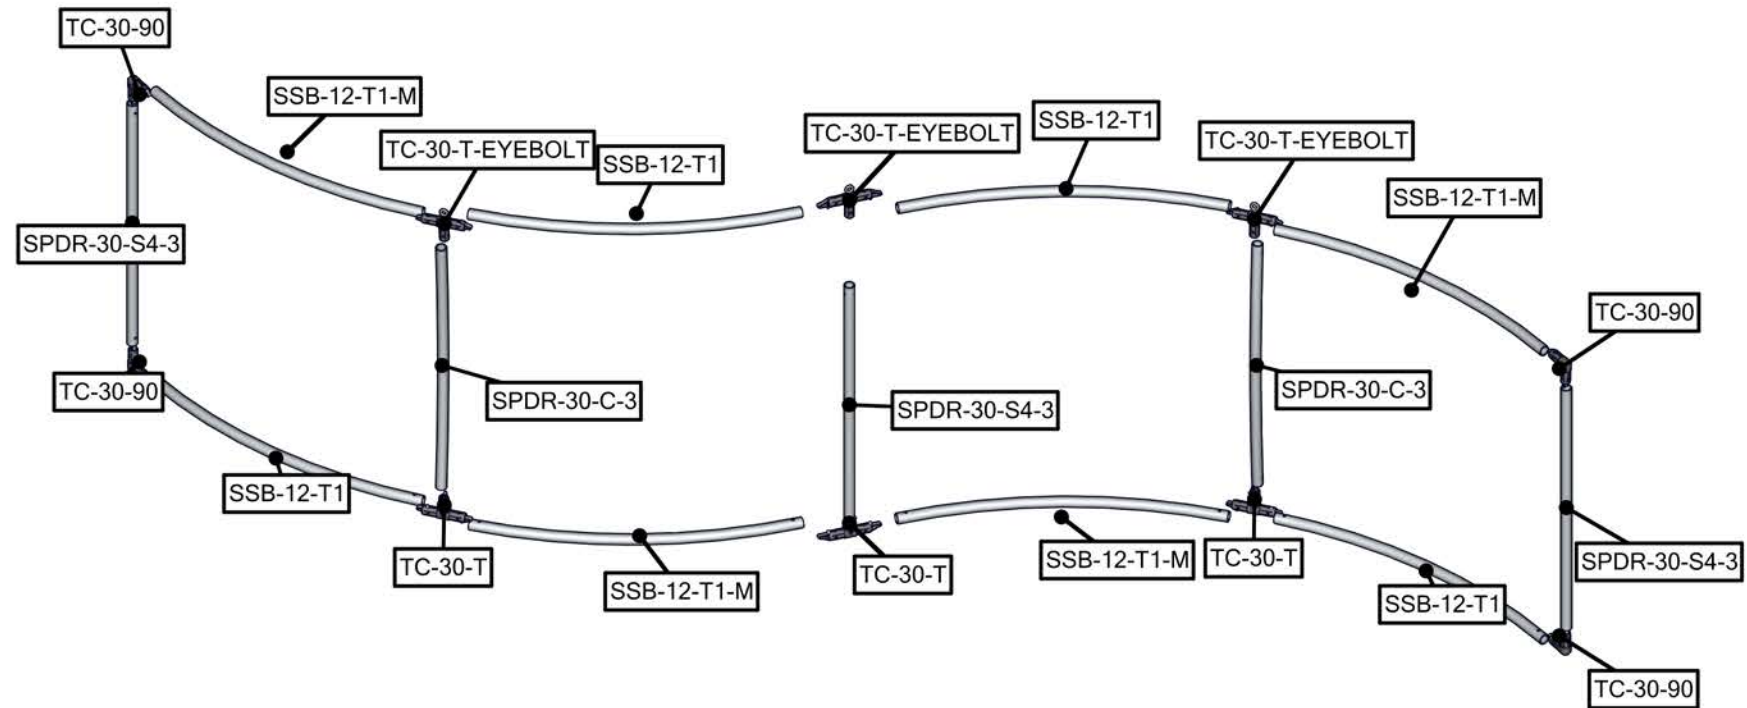 TC-30-90
SSB-12-T1-M
TC-30-T-EYEBOLT
SSB-12-T1
TC-30-T-EYEBOLT
SSB-12-T1
TC-30-T-EYEBOLT
SSB-12-T1-M
SPDR-30-S4-3
TC-30-90
TC-30-90
SPDR-30-C-3
SPDR-30-S4-3
SPDR-30-C-3
SSB-12-T1
TC-30-T
SSB-12-T1-M
TC-30-T
SSB-12-T1-M
TC-30-T
SPDR-30-S4-3
SSB-12-T1
TC-30-90